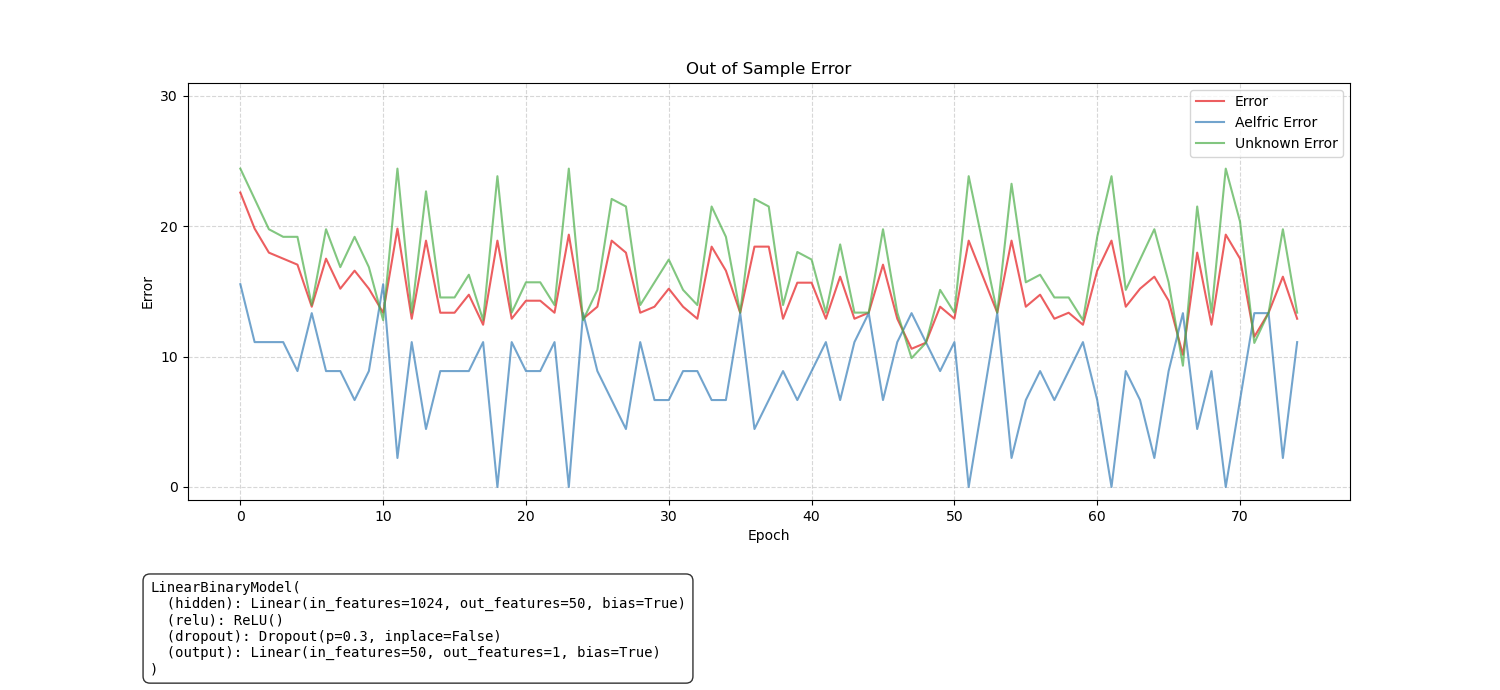 Out of Sample Error
30
20
10
0
Error
Error
Aelfric Error
Unknown Error
0 10 20 30 40 50 60 70
Epoch
LinearBinaryModel(
  (hidden): Linear(in_features=1024, out_features=50, bias=True)
  (relu): ReLU()
  (dropout): Dropout(p=0.3, inplace=False)
  (output): Linear(in_features=50, out_features=1, bias=True)
)